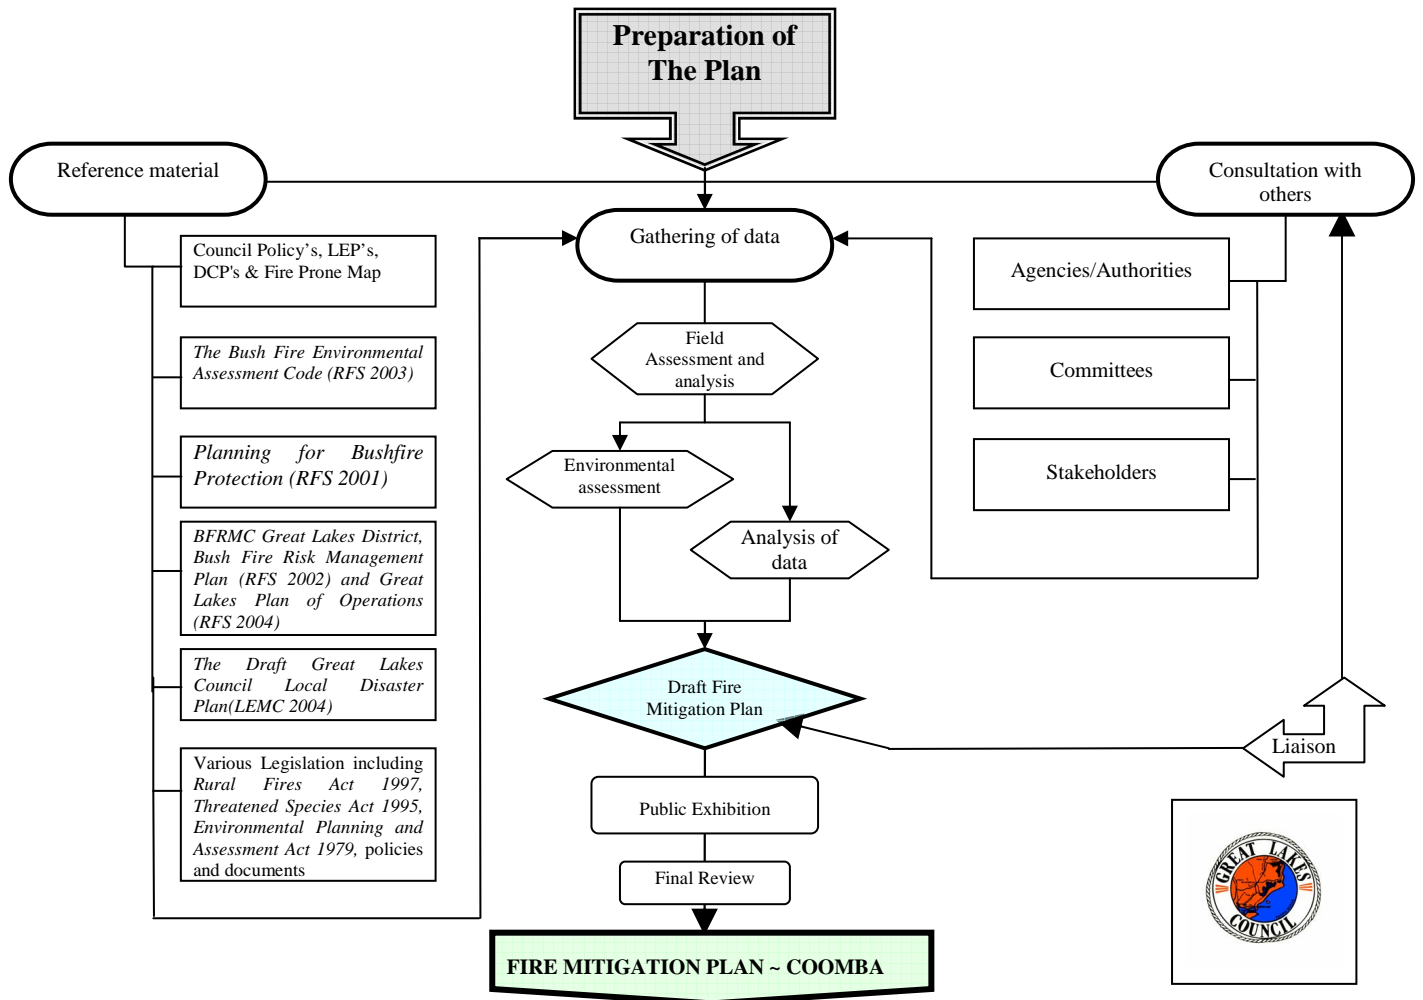 Preparation of
The Plan
Reference material
Consultation with
others
Gathering of data
Council Policy's, LEP's,
DCP's & Fire Prone Map
The Bush Fire Environmental
Assessment Code (RFS 2003)
Planning for Bushfire
Protection (RFS 2001)
BFRMC Great Lakes District,
Bush Fire Risk Management
Plan (RFS 2002) and Great
Lakes Plan of Operations
(RFS 2004)
The Draft Great Lakes
Council Local Disaster
Plan(LEMC 2004)
Various Legislation including
Rural Fires Act 1997,
Threatened Species Act 1995,
Environmental Planning and
Assessment Act 1979, policies
and documents
Field
Assessment and
analysis
Environmental
assessment
Analysis of
data
Agencies/Authorities
Committees
Stakeholders
Draft Fire
Mitigation Plan
Liaison
Public Exhibition
Final Review
FIRE MITIGATION PLAN ~ COOMBA
GREAT LAKES
COUNCIL